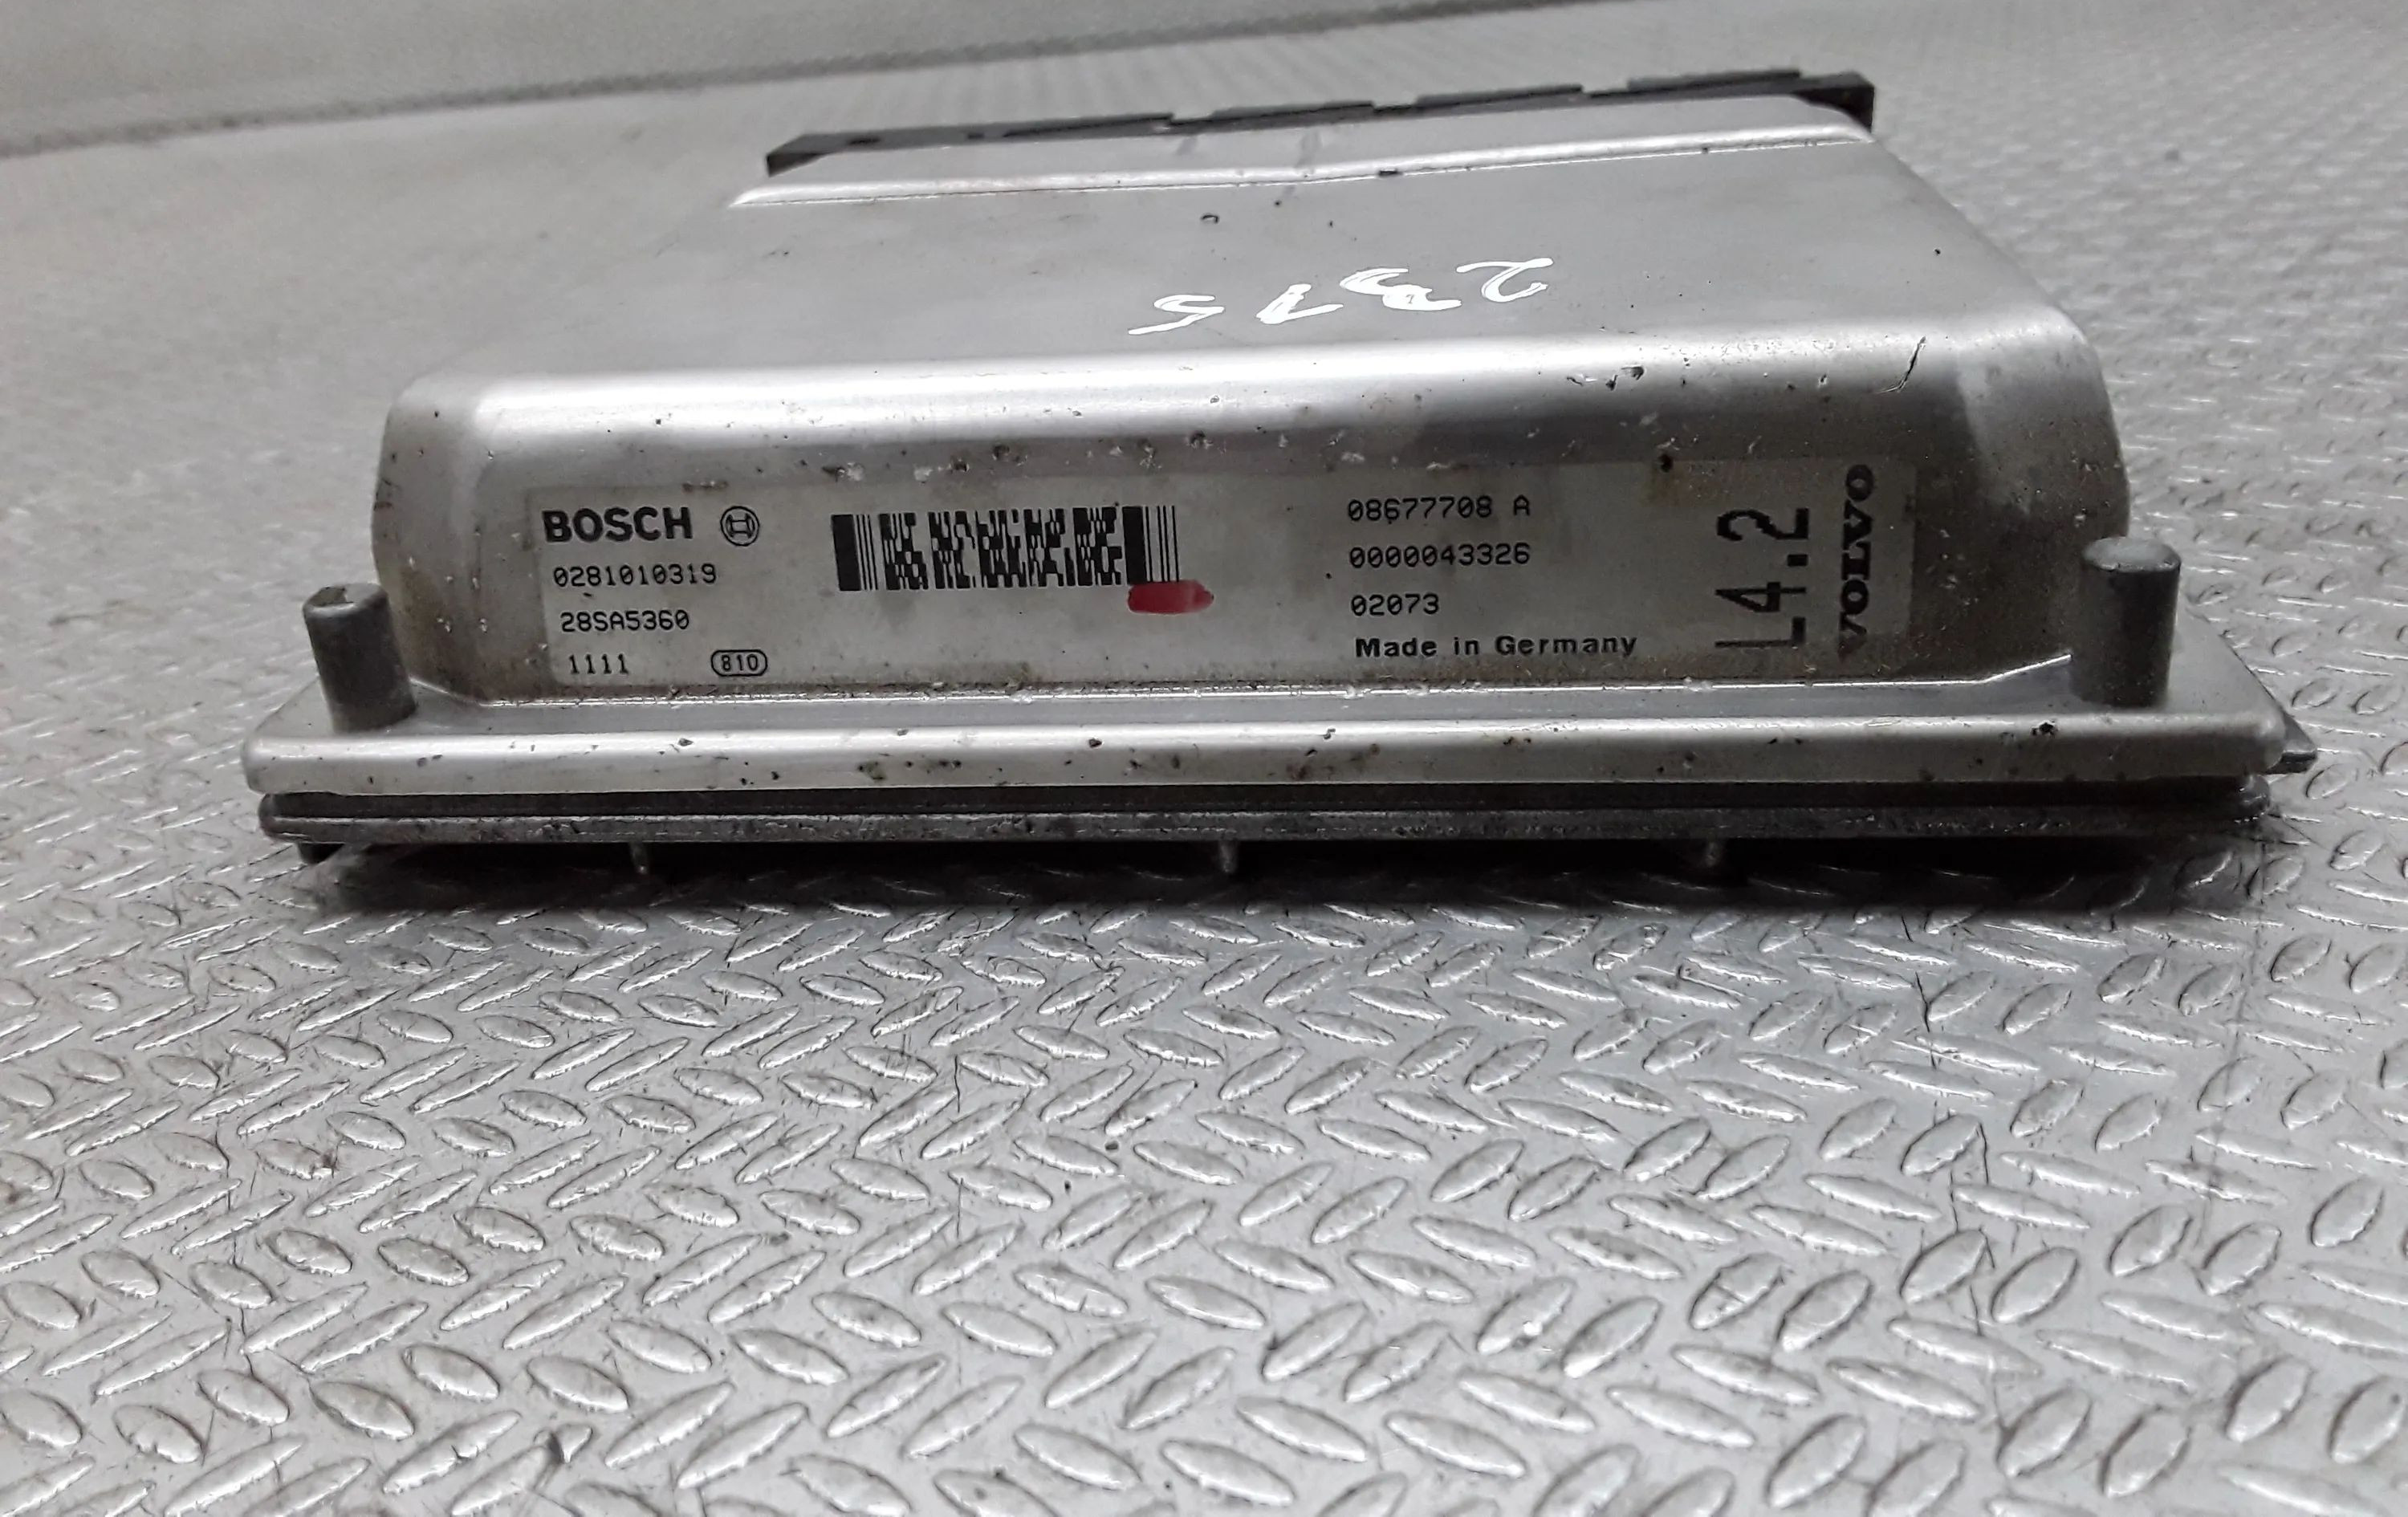 2315
BOSCH
0281010319
28SA5360
1111 810
08677708 A
0000043326
02073
Made in Germany
L4.2
VOLVO